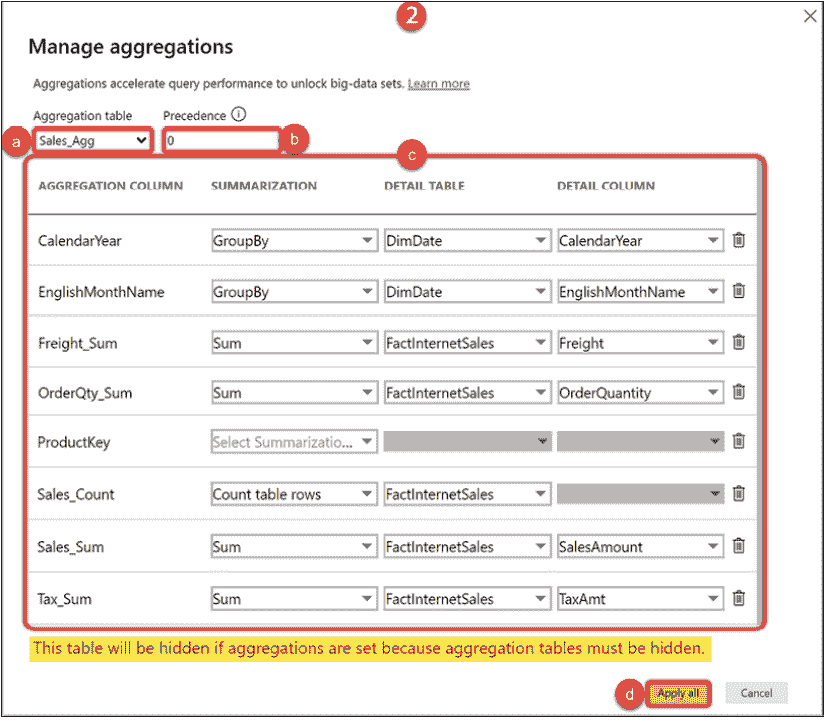 2
Manage aggregations
Aggregations accelerate query performance to unlock big-data sets. Learn more
Aggregation table Precedence
a Sales_Agg 0 b
c
AGGREGATION COLUMN SUMMARIZATION DETAIL TABLE DETAIL COLUMN
CalendarYear GroupBy DimDate CalendarYear
EnglishMonthName GroupBy DimDate EnglishMonthName
Freight_Sum Sum FactInternetSales Freight
OrderQty_Sum Sum FactInternetSales OrderQuantity
ProductKey Select Summarizatio...
Sales_Count Count table rows FactInternetSales
Sales_Sum Sum FactInternetSales SalesAmount
Tax_Sum Sum FactInternetSales TaxAmt
This table will be hidden if aggregations are set because aggregation tables must be hidden.
d Apply all Cancel